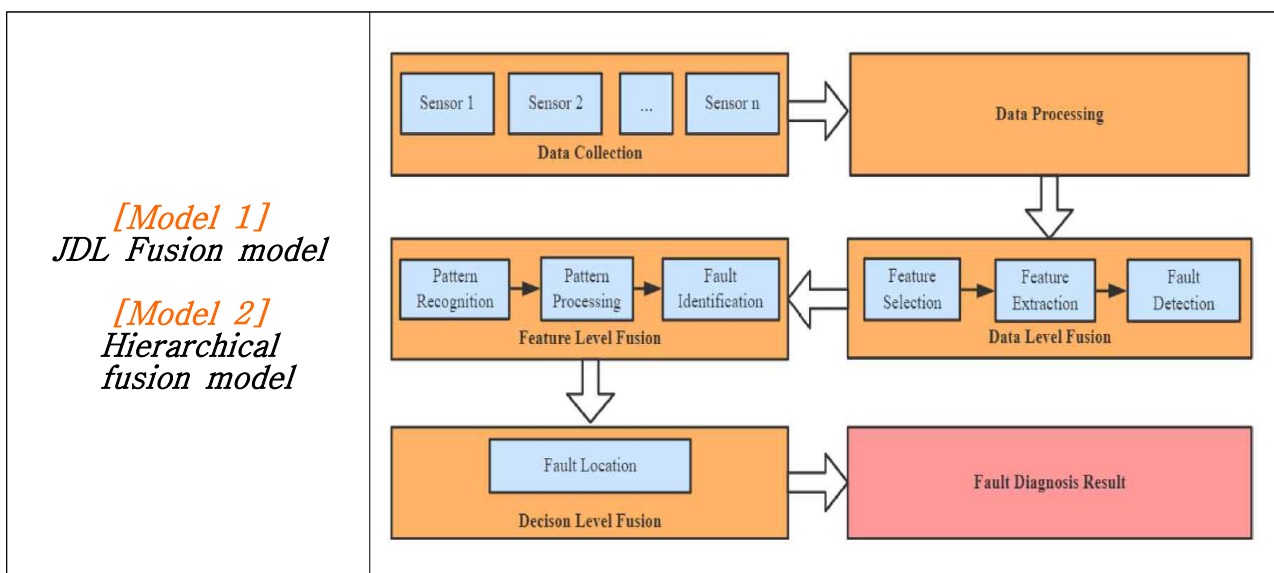 [Model 1]
JDL Fusion model
[Model 2]
Hierarchical
fusion model
Sensor 1
Sensor 2
...
Sensor n
Data Collection
Data Processing
Pattern
Recognition
Pattern
Processing
Fault
Identification
Feature Level Fusion
Feature
Selection
Feature
Extraction
Fault
Detection
Data Level Fusion
Fault Location
Decison Level Fusion
Fault Diagnosis Result